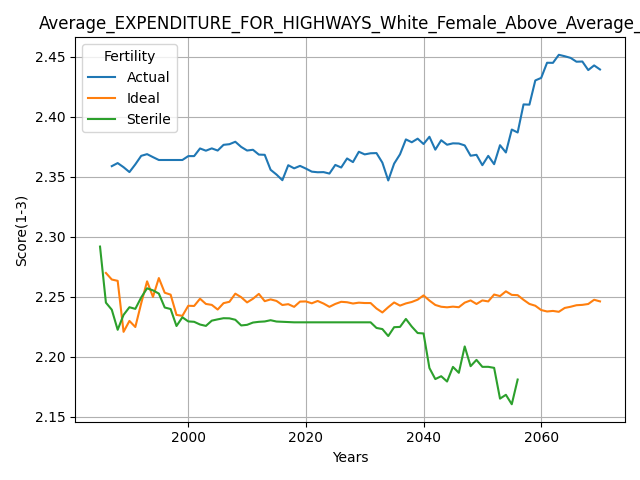 Average_EXPENDITURE_FOR_HIGHWAYS_White_Female_Above_Average_
Fertility
Actual
Ideal
Sterile
Score(1-3)
2.45
2.40
2.35
2.30
2.25
2.20
2.15
2000
2020
2040
2060
Years